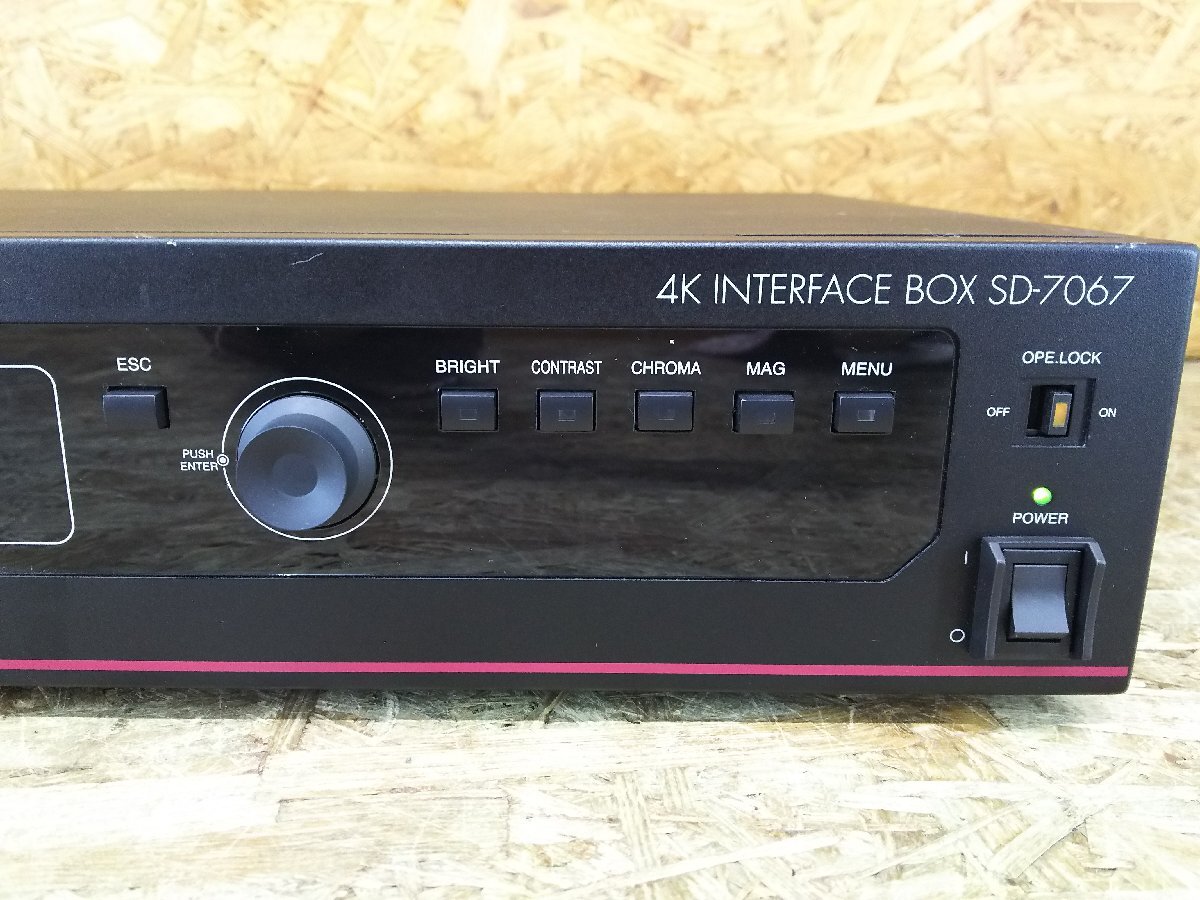 4K INTERFACE BOX SD-7067
ESC
BRIGHT
CONTRAST
CHROMA
MAG
MENU
OPE.LOCK
OFF
ON
PUSH
ENTER
POWER
I
O